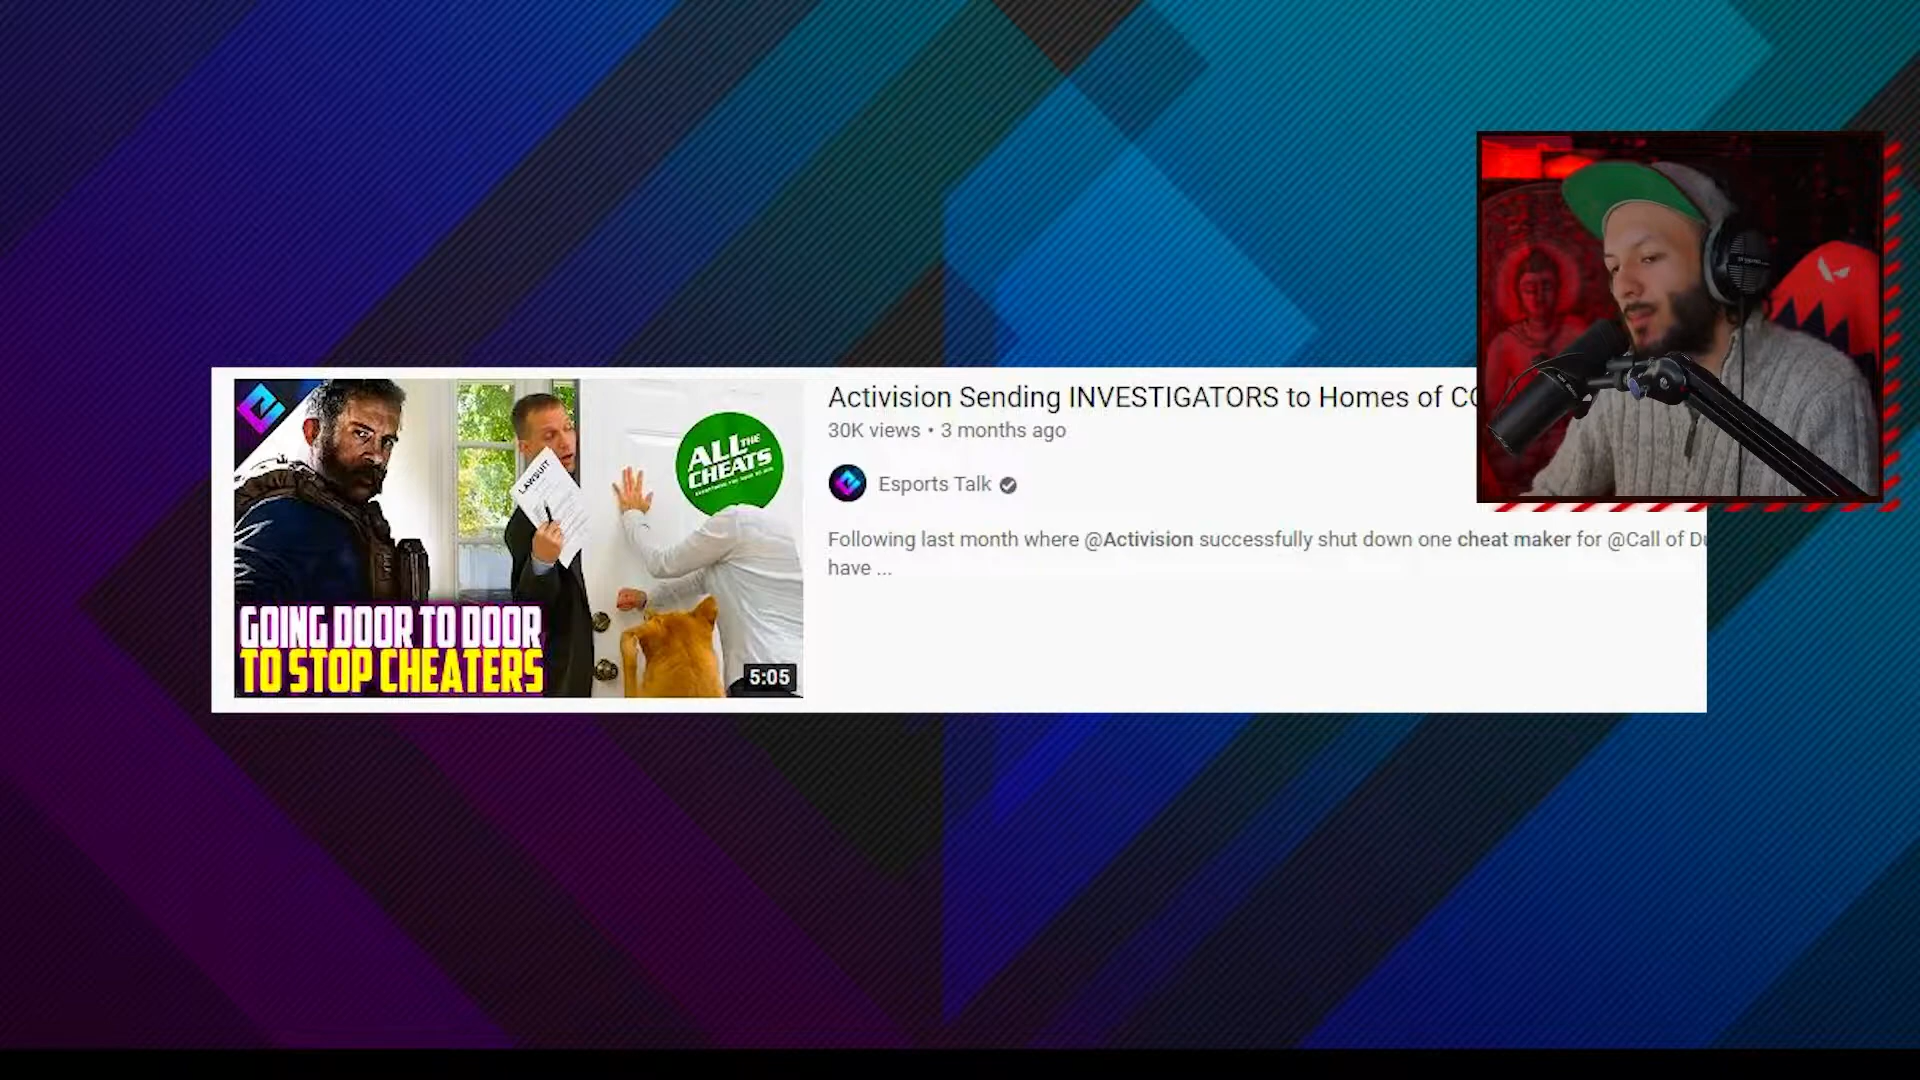 Activision Sending INVESTIGATORS to Homes of
30K views • 3 months ago
ALL THE
CHEATS
LAWSUIT
Esports Talk
Following last month where @Activision successfully shut down one cheat maker for @Call of
have ...
GOING DOOR TO DOOR
TO STOP CHEATERS
5:05